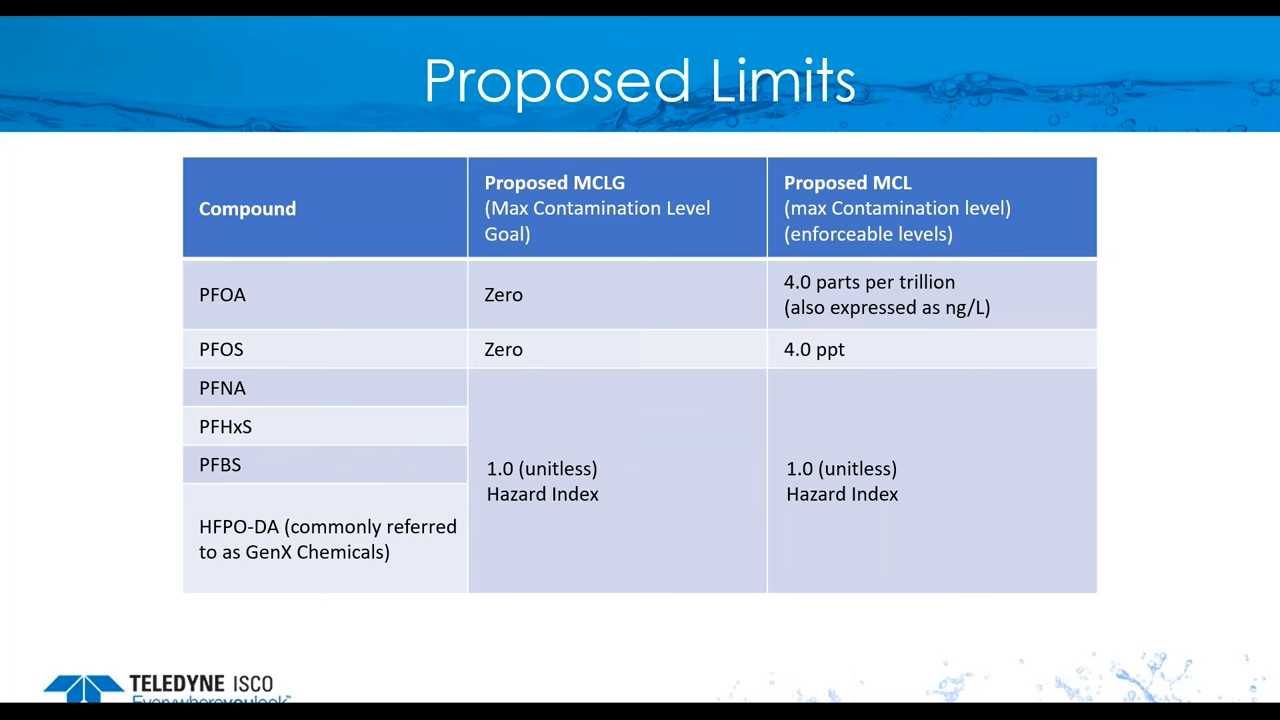 Proposed Limits
Compound
Proposed MCLG
(Max Contamination Level
Goal)
Proposed MCL
(max Contamination level)
(enforceable levels)
PFOA
Zero
4.0 parts per trillion
(also expressed as ng/L)
PFOS
Zero
4.0 ppt
PFNA
PFHxS
PFBS
HFPO-DA (commonly referred
to as GenX Chemicals)
1.0 (unitless)
Hazard Index
1.0 (unitless)
Hazard Index
TELEDYNE ISCO
Everywhereyoulook™